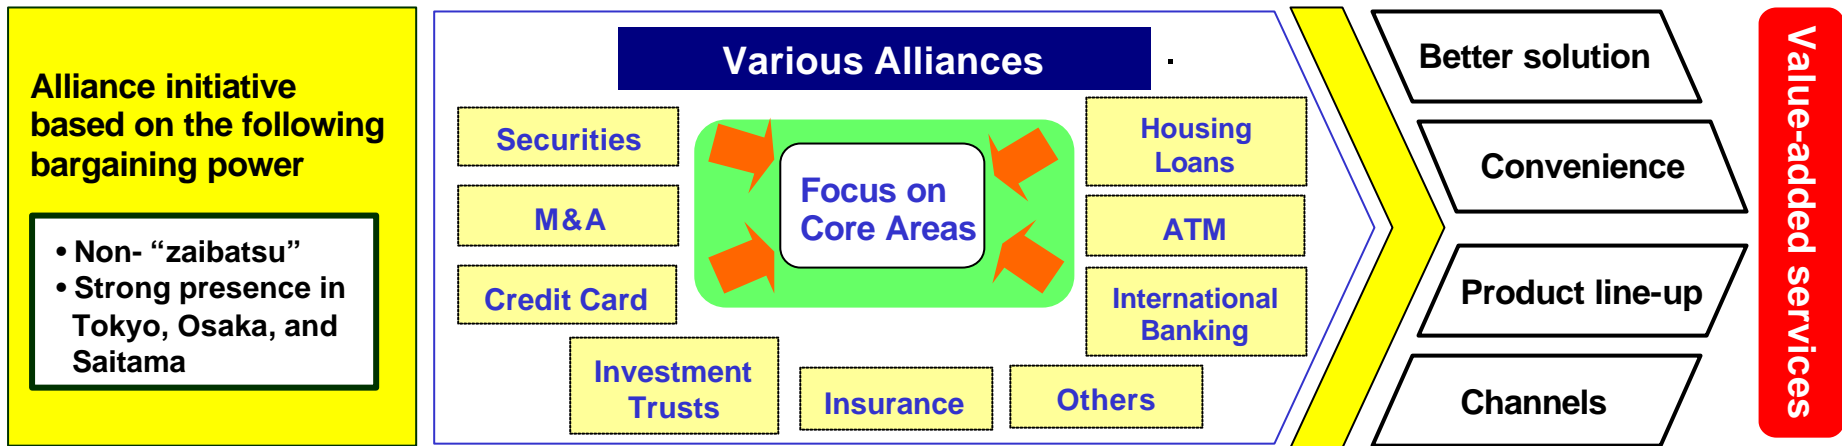 Alliance initiative
based on the following
bargaining power
• Non- “zaibatsu”
• Strong presence in
Tokyo, Osaka, and
Saitama
Various Alliances
Securities
M&A
Credit Card
Investment
Trusts
Insurance
Others
Focus on
Core Areas
Housing
Loans
ATM
International
Banking
Better solution
Convenience
Product line-up
Channels
Value-added services